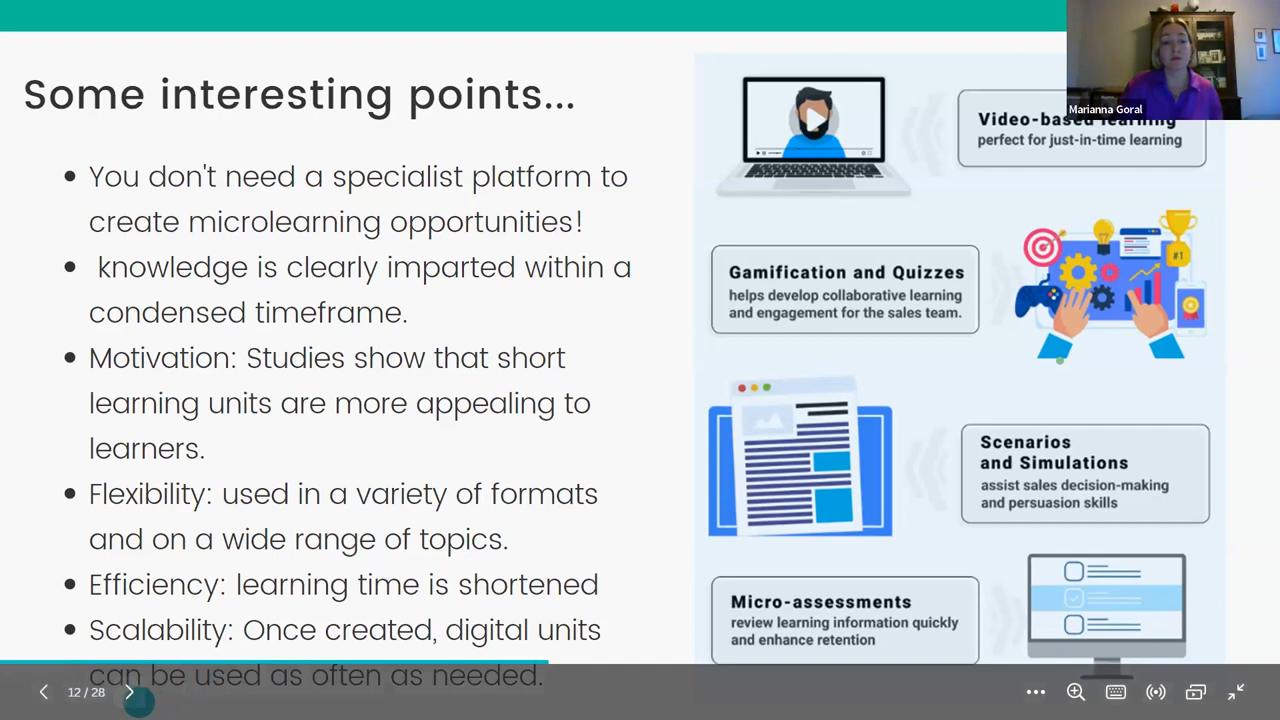 Some interesting points...
You don't need a specialist platform to
create microlearning opportunities!
knowledge is clearly imparted within a
condensed timeframe.
Motivation: Studies show that short
learning units are more appealing to
learners.
Flexibility: used in a variety of formats
and on a wide range of topics.
Efficiency: learning time is shortened
Scalability: Once created, digital units
can be used as often as needed.
Marianna Goral
Video-based learning
perfect for just-in-time learning
Gamification and Quizzes
helps develop collaborative learning
and engagement for the sales team.
#1
Scenarios
and Simulations
assist sales decision-making
and persuasion skills
Micro-assessments
review learning information quickly
and enhance retention
12 / 28